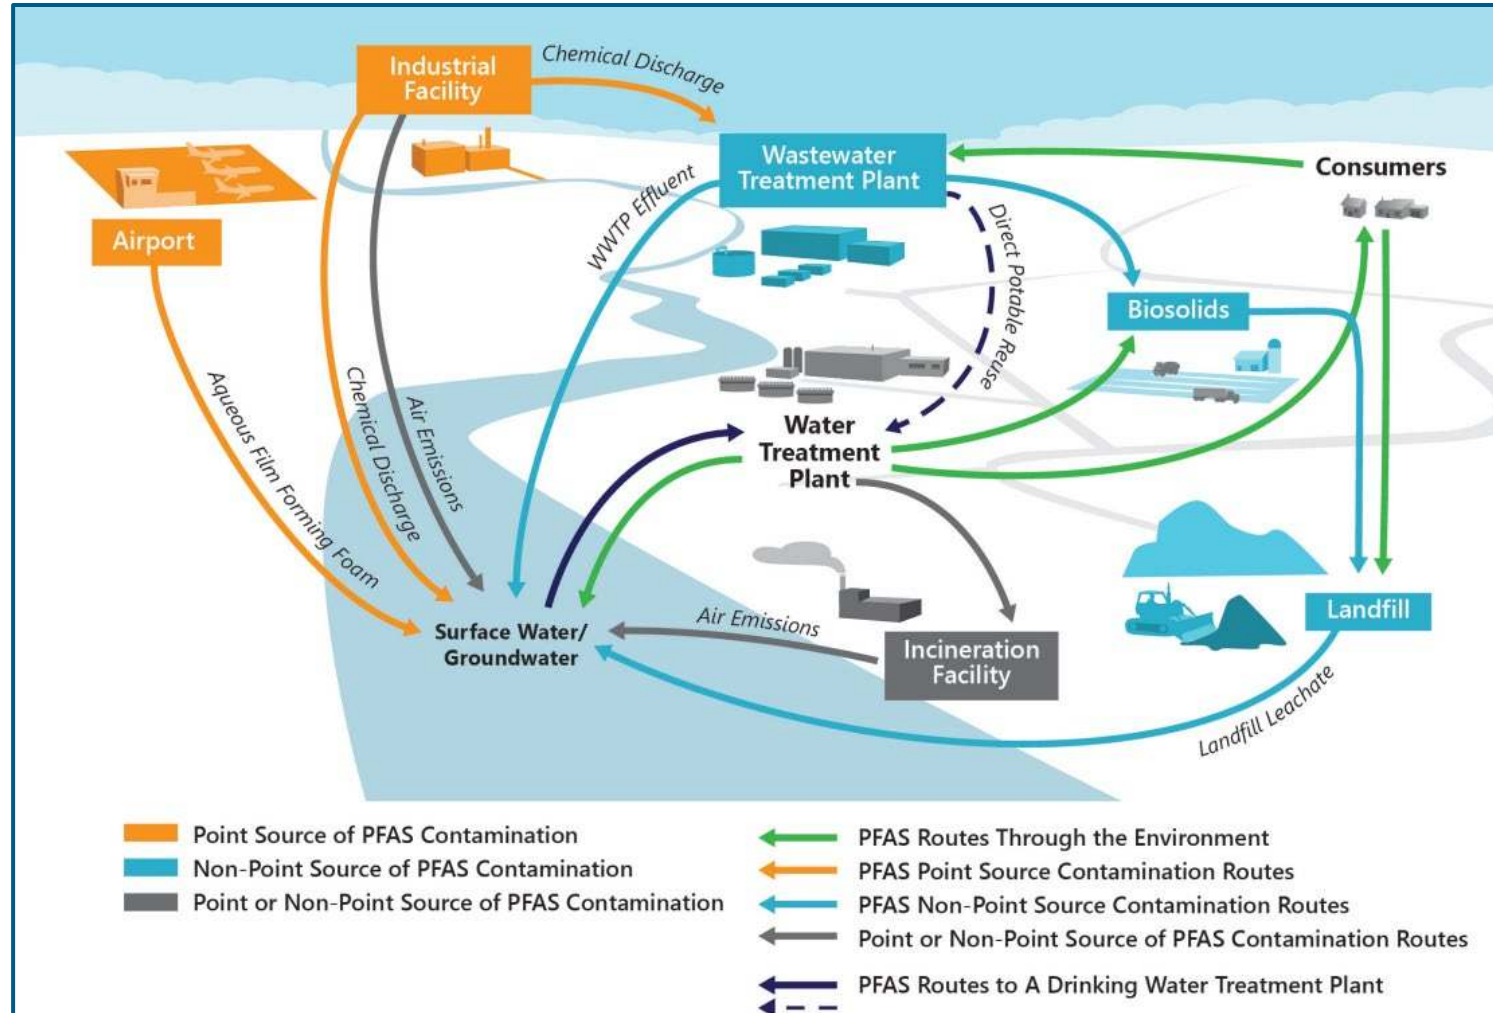 Industrial
Facility
Chemical Discharge
Wastewater
Treatment Plant
Consumers
Airport
WWTP Effluent
Direct Potable Reuse
Biosolids
Aqueous Film Forming Foam
Chemical Discharge
Air Emissions
Water
Treatment
Plant
Surface Water/
Groundwater
Air Emissions
Incineration
Facility
Landfill
Landfill Leachate
Point Source of PFAS Contamination
Non-Point Source of PFAS Contamination
Point or Non-Point Source of PFAS Contamination
PFAS Routes Through the Environment
PFAS Point Source Contamination Routes
PFAS Non-Point Source Contamination Routes
Point or Non-Point Source of PFAS Contamination Routes
PFAS Routes to A Drinking Water Treatment Plant